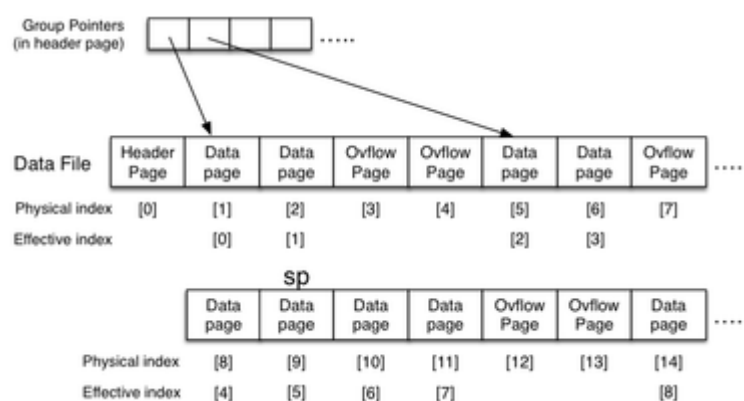 Group Pointers
(in header page)
.....
Data File
Header Page
Data page
Data page
Ovflow Page
Ovflow Page
Data page
Data page
Ovflow Page
....
Physical index [0] [1] [2] [3] [4] [5] [6] [7]
Effective index [0] [1] [2] [3]
sp
Data page
Data page
Data page
Data page
Ovflow Page
Ovflow Page
Data page
....
Physical index [8] [9] [10] [11] [12] [13] [14]
Effective index [4] [5] [6] [7] [8]